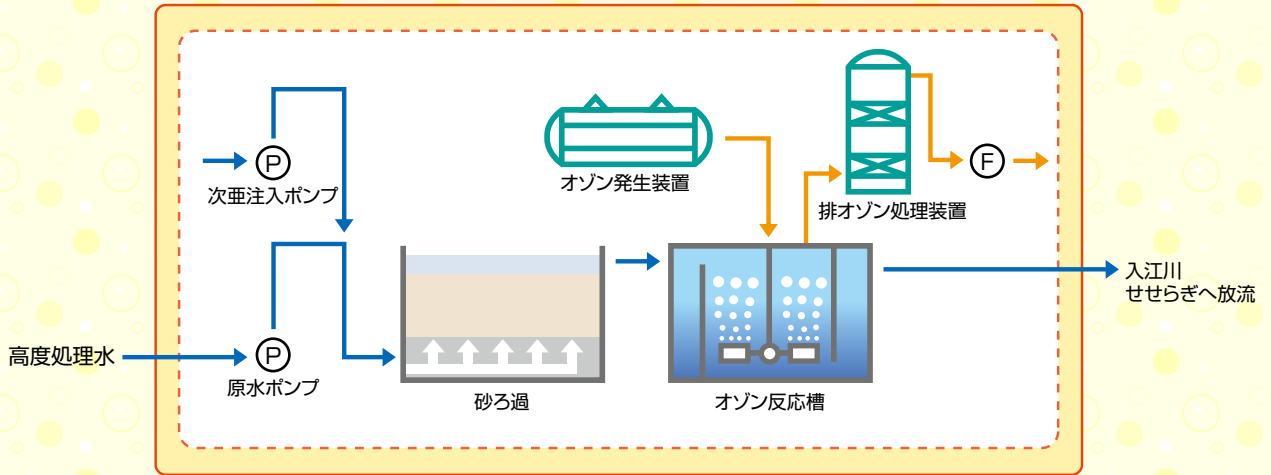 P
次亜注入ポンプ
オゾン発生装置
F
排オゾン処理装置
入江川
せせらぎへ放流
高度処理水
P
原水ポンプ
砂ろ過
オゾン反応槽